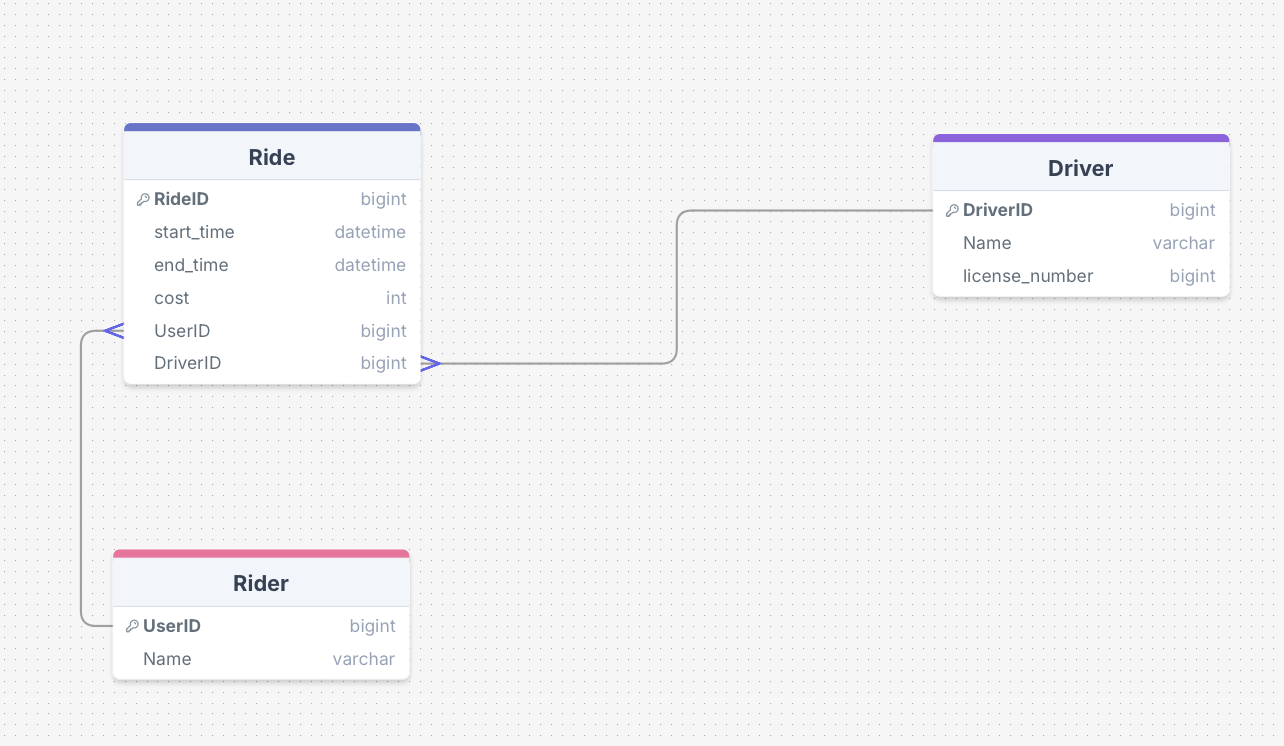 Ride
RideID bigint
start_time datetime
end_time datetime
cost int
UserID bigint
DriverID bigint
Driver
DriverID bigint
Name varchar
license_number bigint
Rider
UserID bigint
Name varchar